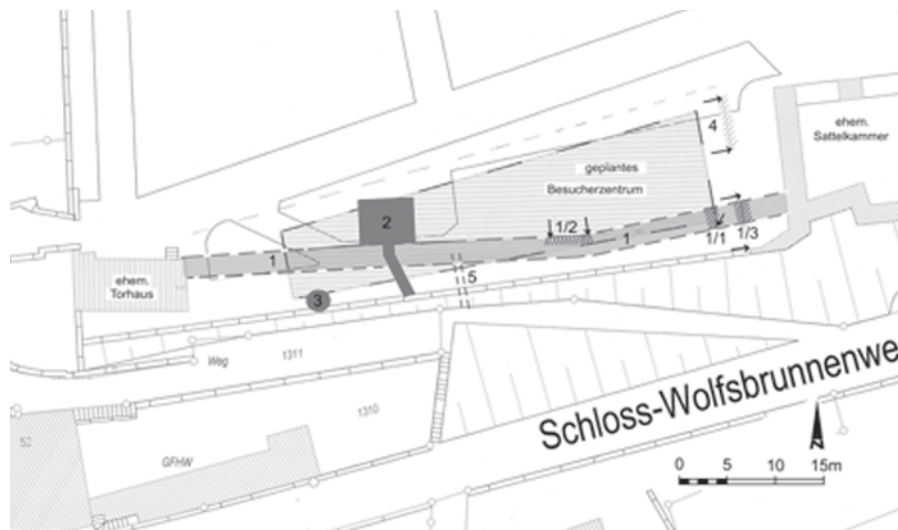 4
ehem.
Sattelkammer
geplantes
Besucherzentrum
2
1/2
1
1/1
1/3
1
5
ehem.
Torhaus
3
Weg
1311
1310
52
GFHW
Schloss-Wolfsbrunnenwe
N
0 5 10 15m